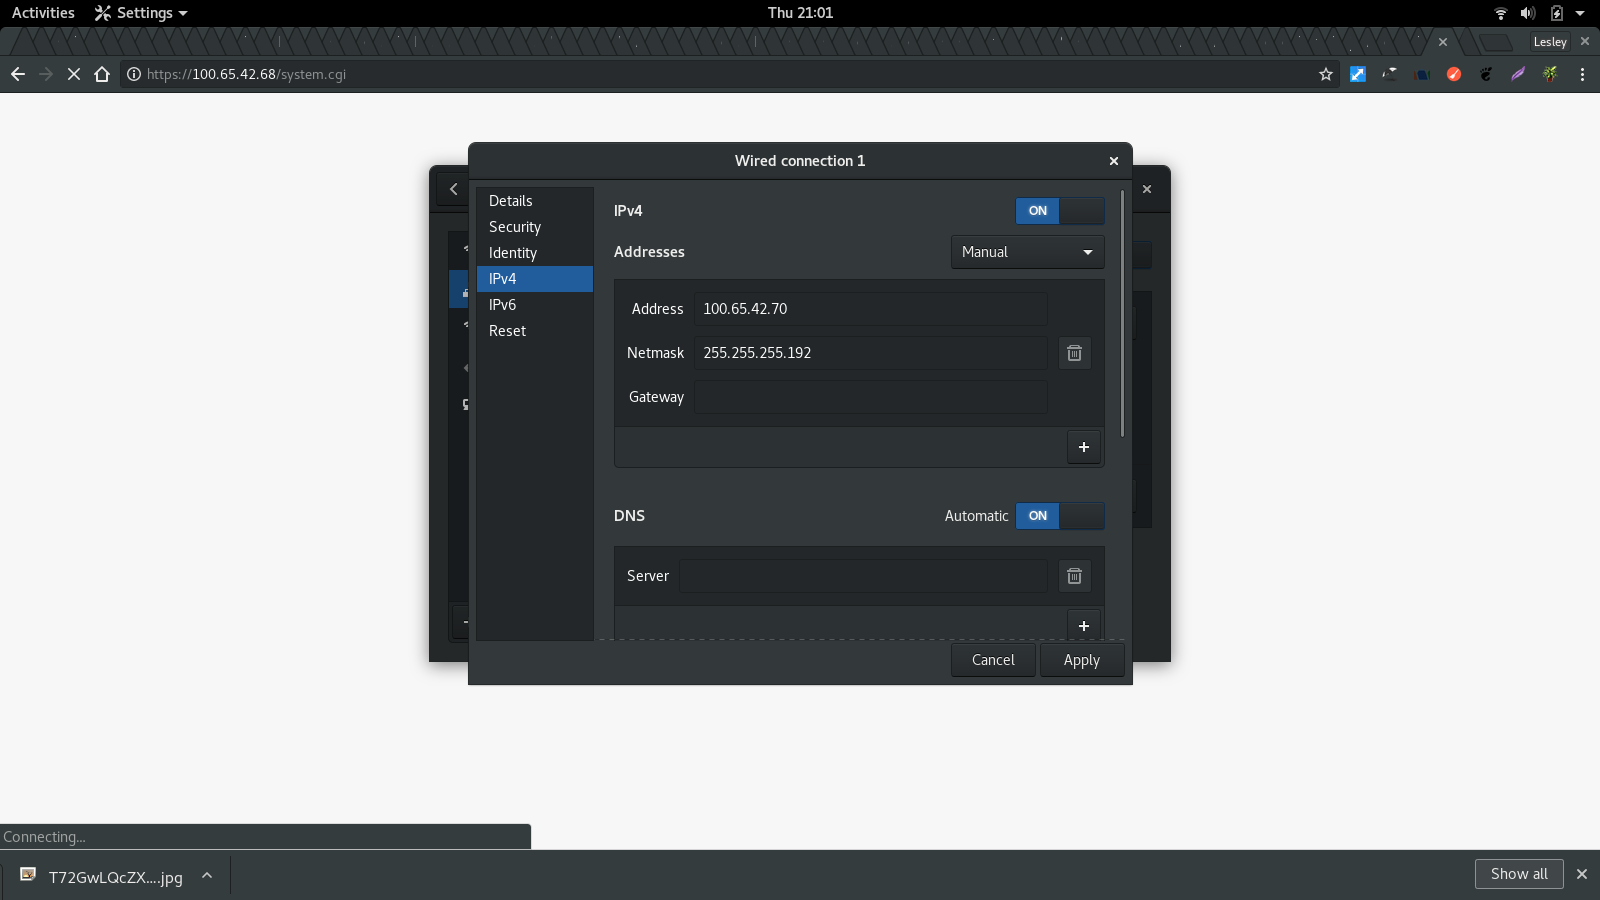 Activities Settings Thu 21:01
Lesley
https://100.65.42.68/system.cgi
Wired connection 1
Details
Security
Identity
IPv4
IPv6
Reset
IPv4 ON
Addresses Manual
Address 100.65.42.70
Netmask 255.255.255.192
Gateway
+
DNS Automatic ON
Server
+
Cancel Apply
Connecting...
T72GwLQcZX....jpg
Show all